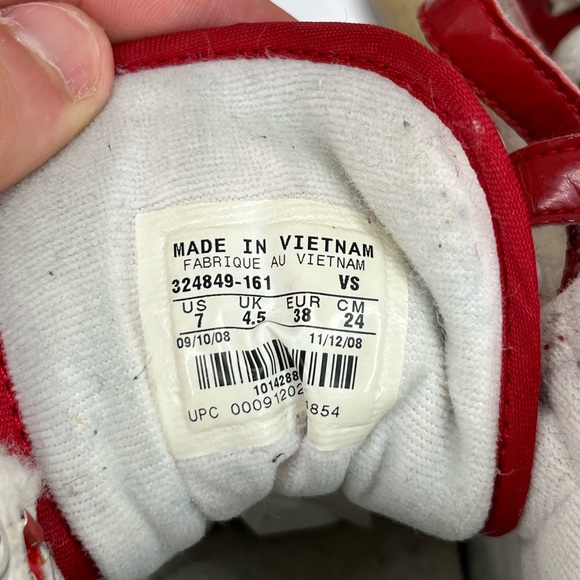 MADE IN VIETNAM
FABRIQUE AU VIETNAM
324849-161 VS
US UK EUR CM
7 4.5 38 24
09/10/08 11/12/08
UPC